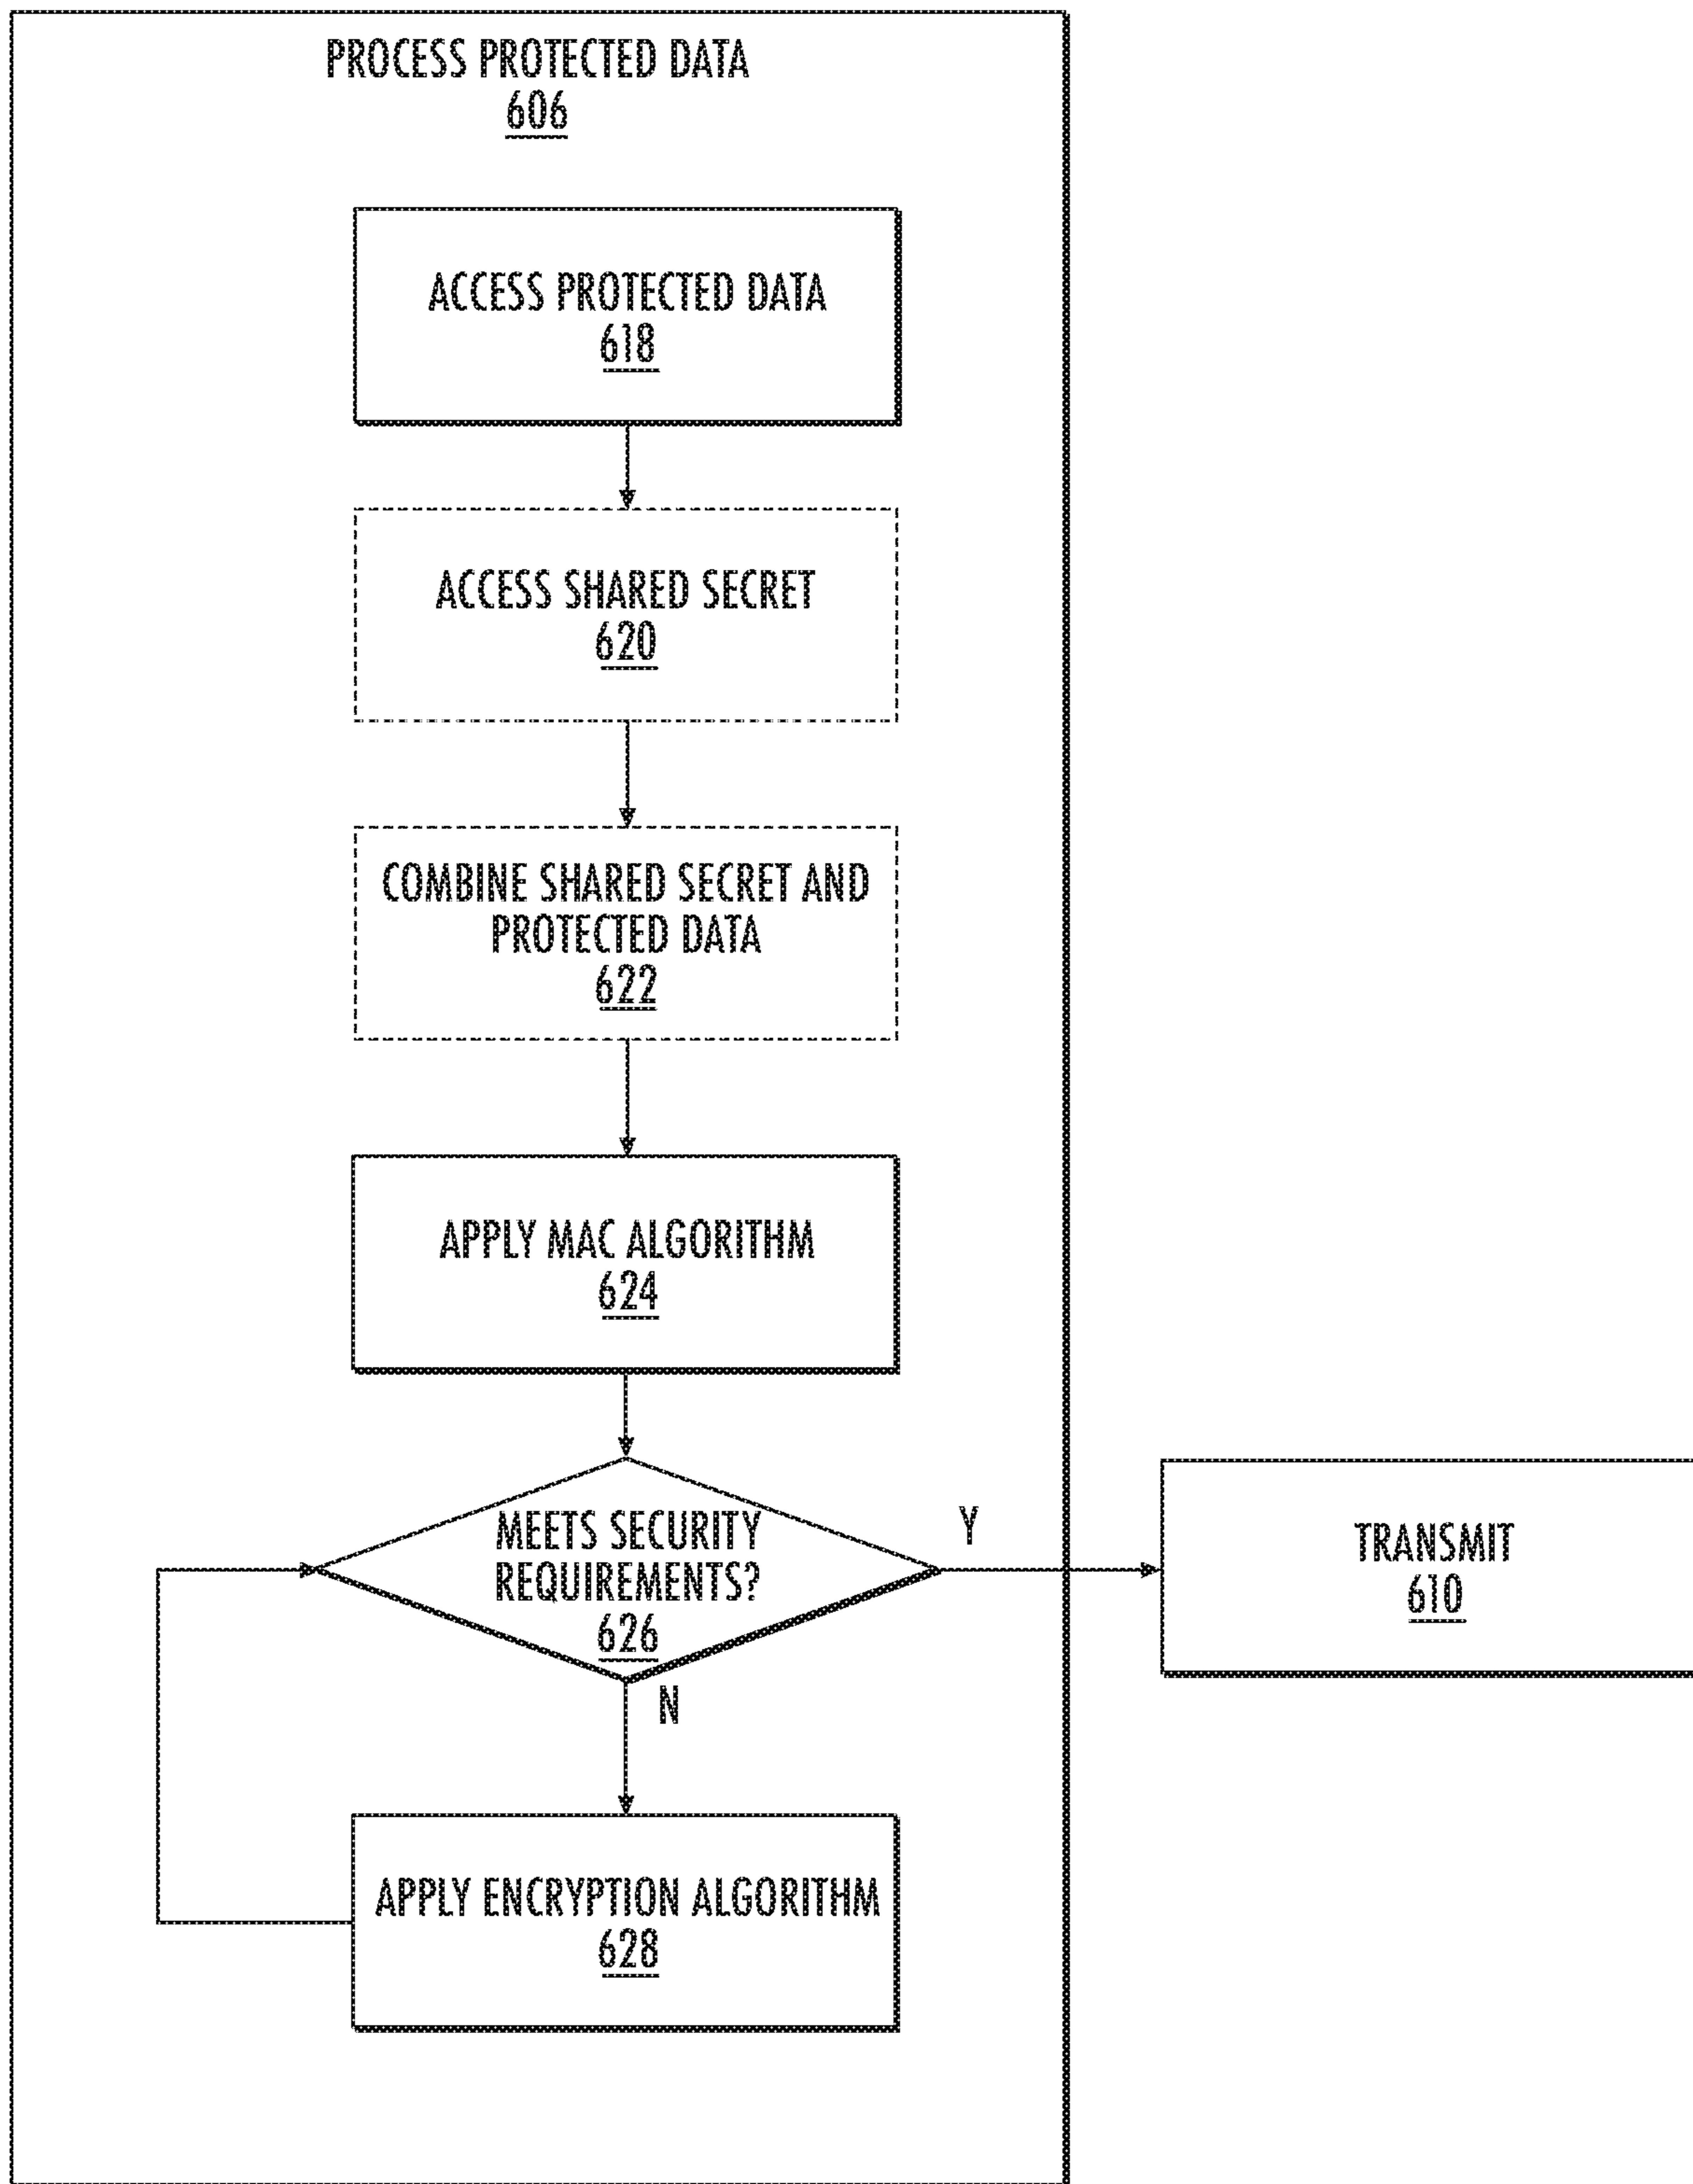 PROCESS PROTECTED DATA
606
ACCESS PROTECTED DATA
618
ACCESS SHARED SECRET
620
COMBINE SHARED SECRET AND
PROTECTED DATA
622
APPLY MAC ALGORITHM
624
MEETS SECURITY
REQUIREMENTS?
626
Y
TRANSMIT
610
N
APPLY ENCRYPTION ALGORITHM
628